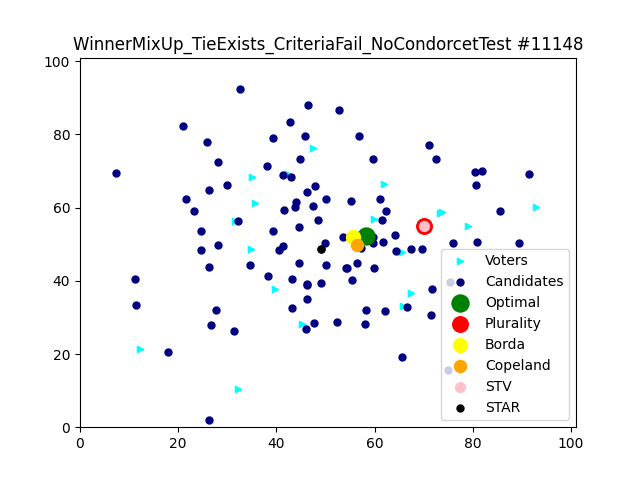 WinnerMixUp_TieExists_CriteriaFail_NoCondorcetTest #11148
100
80
60
40
20
0
0 20 40 60 80 100
Voters
Candidates
Optimal
Plurality
Borda
Copeland
STV
STAR